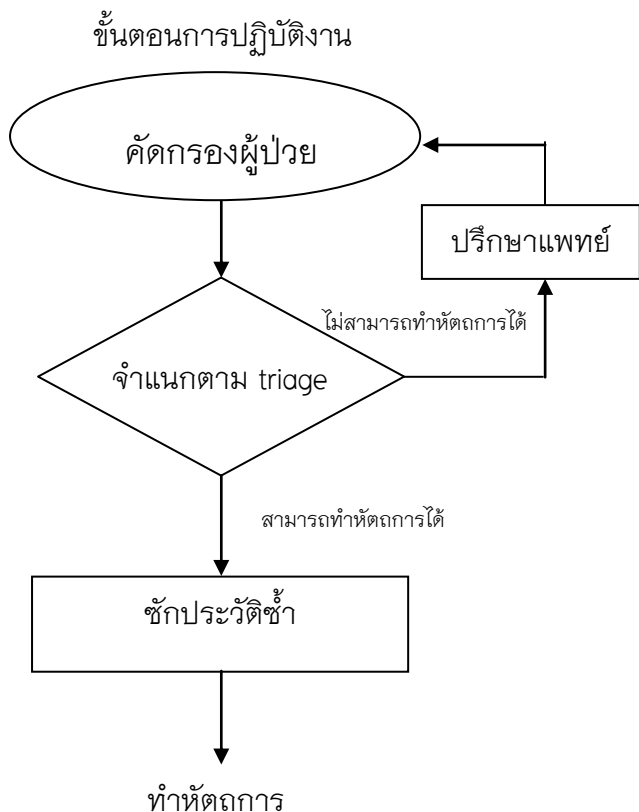 ขั้นตอนการปฏิบัติงาน
คัดกรองผู้ป่วย
ปรึกษาแพทย์
ไม่สามารถทำหัตถการได้
จำแนกตาม triage
สามารถทำหัตถการได้
ซักประวัติซ้ำ
ทำหัตถการ